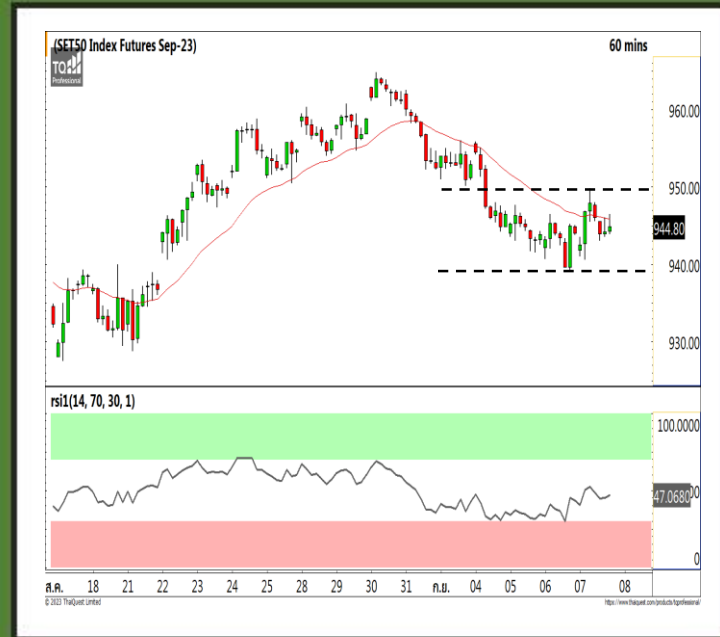 (SET50 Index Futures Sep-23)
60 mins
TQ
Professional
960.00
950.00
944.80
940.00
930.00
rsi1(14, 70, 30, 1)
100.0000
47.0680
0
ส.ค. 18 21 22 23 24 25 28 29 30 31 ก.ย. 04 05 06 07 08
© 2023 ThaiQuest Limited
https://www.thaiquest.com/products/tqprofessional/